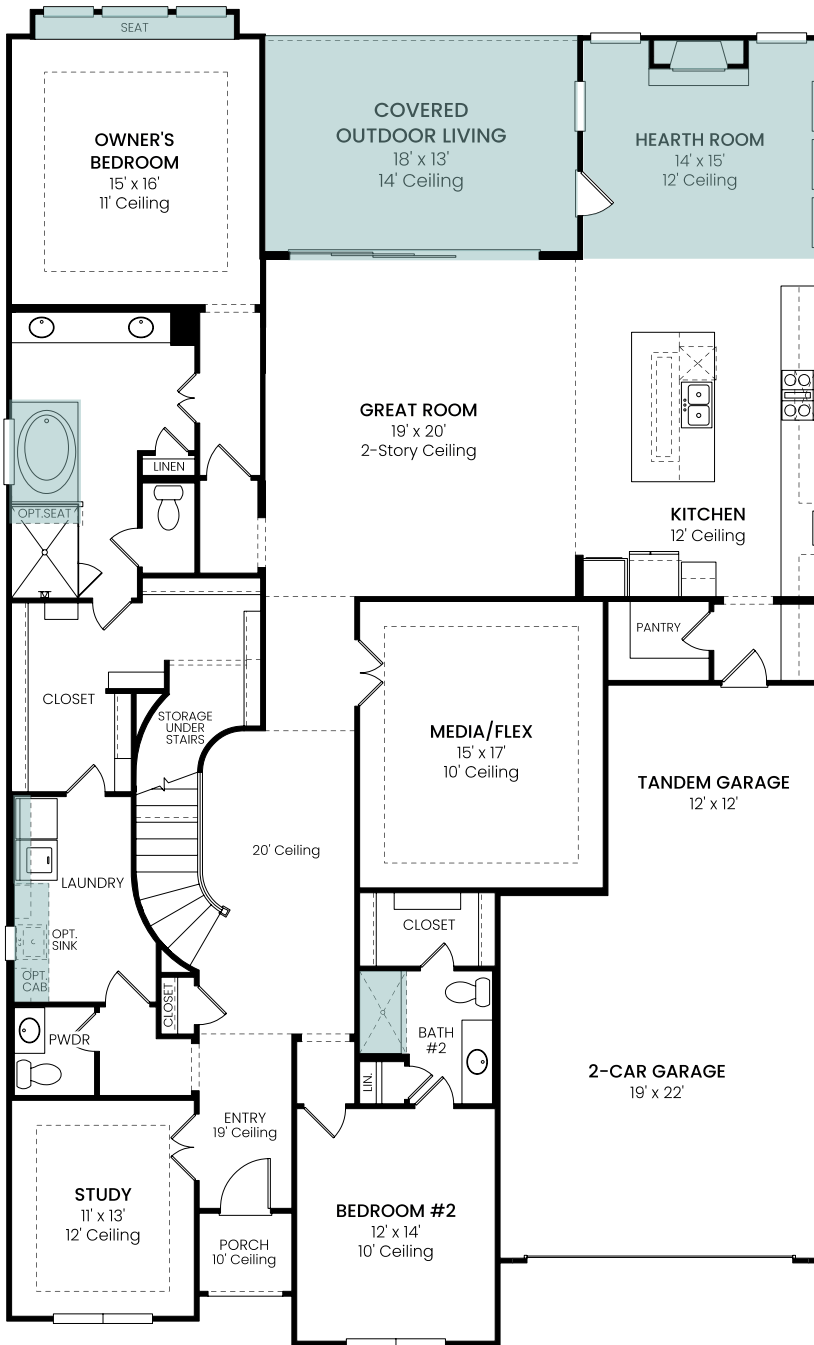 SEAT
OWNER'S
BEDROOM
15' x 16'
11' Ceiling
COVERED
OUTDOOR LIVING
18' x 13'
14' Ceiling
HEARTH ROOM
14' x 15'
12' Ceiling
GREAT ROOM
19' x 20'
2-Story Ceiling
LINEN
OPT. SEAT
KITCHEN
12' Ceiling
PANTRY
CLOSET
STORAGE
UNDER
STAIRS
MEDIA/FLEX
15' x 17'
10' Ceiling
TANDEM GARAGE
12' x 12'
20' Ceiling
LAUNDRY
OPT.
SINK
OPT.
CAB.
CLOSET
CLOSET
PWDR
BATH
#2
LIN.
2-CAR GARAGE
19' x 22'
ENTRY
19' Ceiling
STUDY
11' x 13'
12' Ceiling
PORCH
10' Ceiling
BEDROOM #2
12' x 14'
10' Ceiling